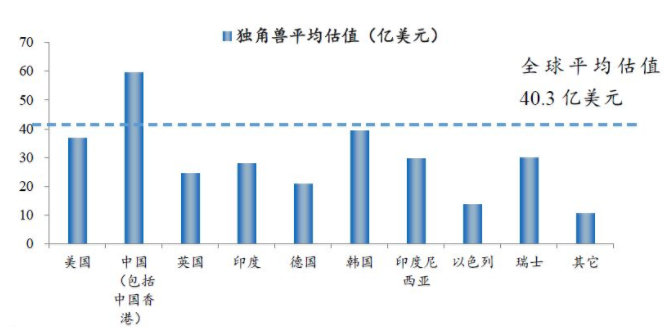 独角兽平均估值（亿美元）
全球平均估值
40.3 亿美元
70
60
50
40
30
20
10
0
美国
中国
（包括
中国香
港）
英国
印度
德国
韩国
印度尼
西亚
以色列
瑞士
其它